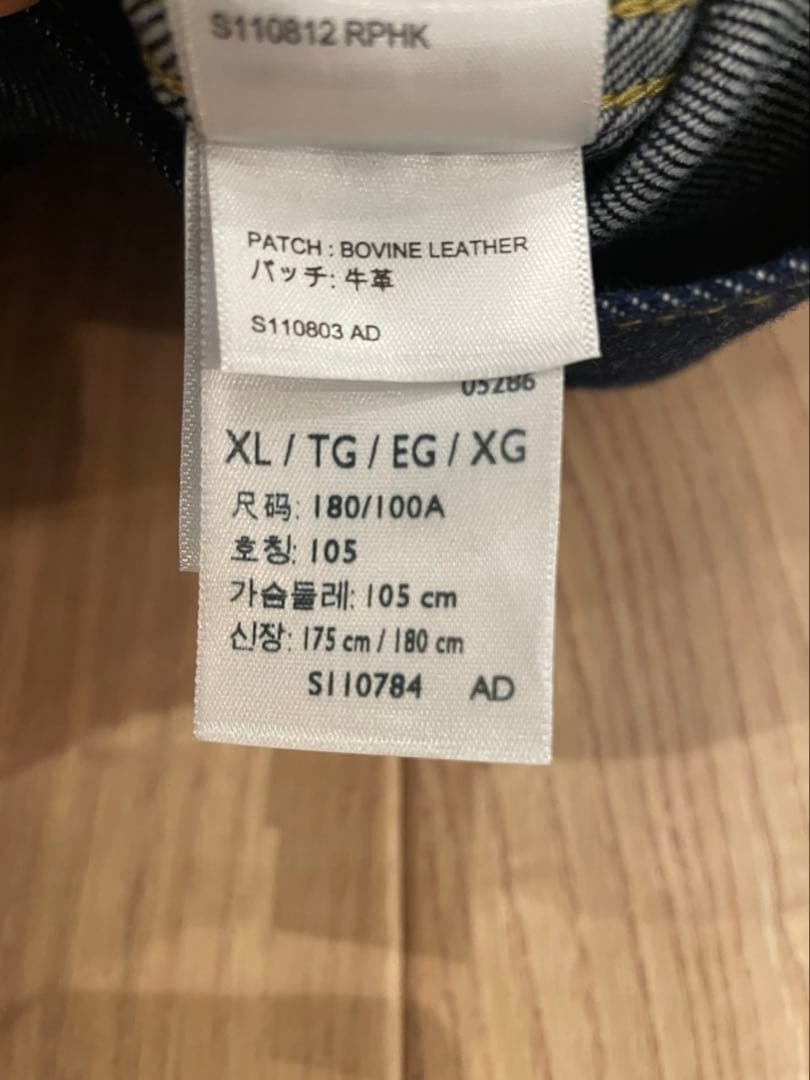 S110812 RPHK
PATCH : BOVINE LEATHER
パッチ: 牛革
S110803 AD
05286
XL / TG / EG / XG
尺码: 180/100A
호칭: 105
가슴둘레: 105 cm
신장: 175 cm / 180 cm
S110784 AD